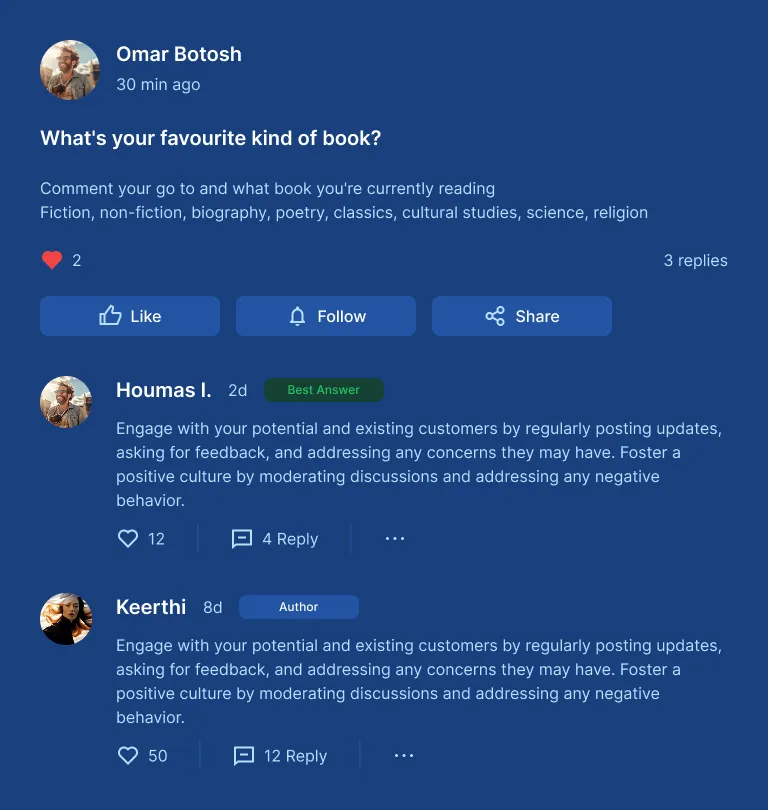 Omar Botosh
30 min ago
What's your favourite kind of book?
Comment your go to and what book you're currently reading
Fiction, non-fiction, biography, poetry, classics, cultural studies, science, religion
2
3 replies
Like
Follow
Share
Houmas I. 2d Best Answer
Engage with your potential and existing customers by regularly posting updates,
asking for feedback, and addressing any concerns they may have. Foster a
positive culture by moderating discussions and addressing any negative
behavior.
12
4 Reply
Keerthi 8d Author
Engage with your potential and existing customers by regularly posting updates,
asking for feedback, and addressing any concerns they may have. Foster a
positive culture by moderating discussions and addressing any negative
behavior.
50
12 Reply